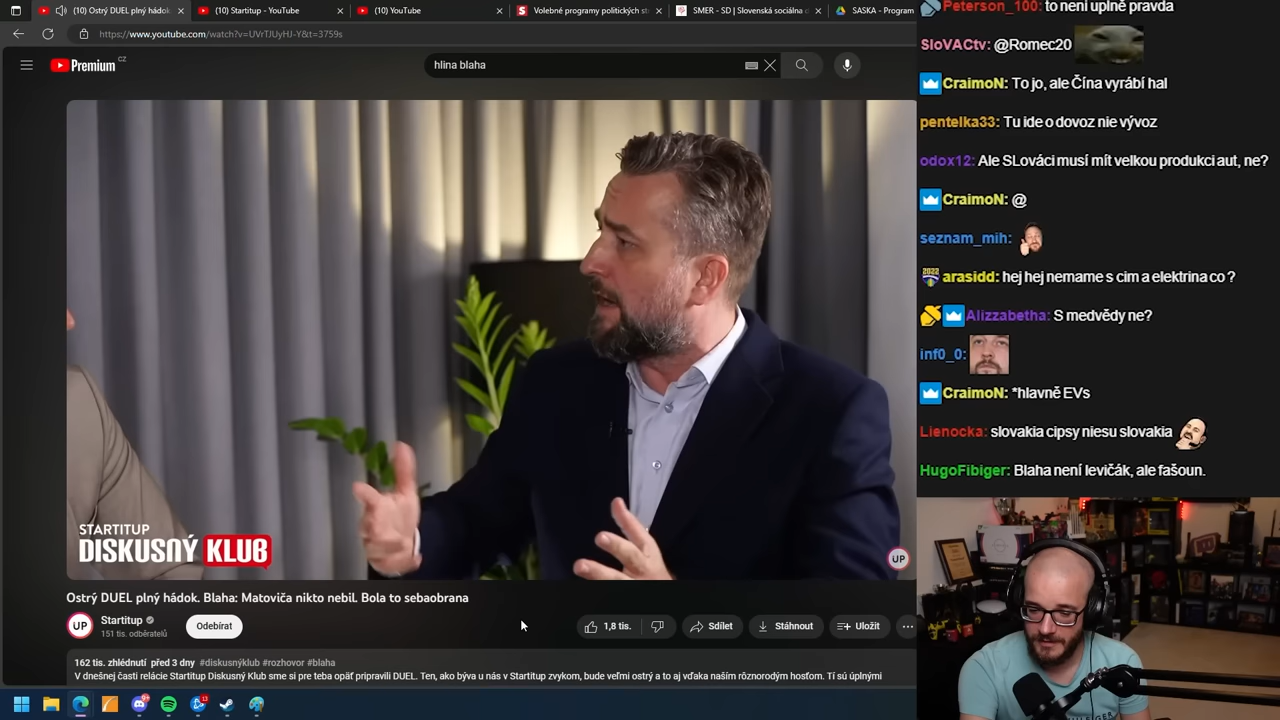 (10) Ostrý DUEL plný hádok
(10) Startitup - YouTube
(10) YouTube
Volebné programy politických st
SMER - SD | Slovenská sociálna d
SASKA - Program
https://www.youtube.com/watch?v=UVrTJUyHJ-Y&t=3759s
Premium CZ
hlina blaha
STARTITUP
DISKUSNÝ KLUB
UP
Ostrý DUEL plný hádok. Blaha: Matoviča nikto nebil. Bola to sebaobrana
UP
Startitup
151 tis. odběratelů
Odebírat
1,8 tis.
Sdílet
Stáhnout
Uložit
162 tis. zhlédnutí před 3 dny #diskusnýklub #rozhovor #blaha
V dnešnej časti relácie Startitup Diskusný Klub sme si pre teba opäť pripravili DUEL. Ten, ako býva u nás v Startitup zvykom, bude veľmi ostrý a to aj vďaka naším rôznorodým hosťom. Tí sú úplnými
Peterson_100: to není uplně pravda
SloVACtv: @Romec20
CraimoN: To jo, ale Čína vyrábí hal
pentelka33: Tu ide o dovoz nie vývoz
odox12: Ale SLováci musí mít velkou produkci aut, ne?
CraimoN: @
seznam_mih:
2022 arasidd: hej hej nemame s cim a elektrina co ?
Alizzabetha: S medvědy ne?
inf0_0:
CraimoN: *hlavně EVs
Lienocka: slovakia cipsy niesu slovakia
HugoFibiger: Blaha není levičák, ale fašoun.